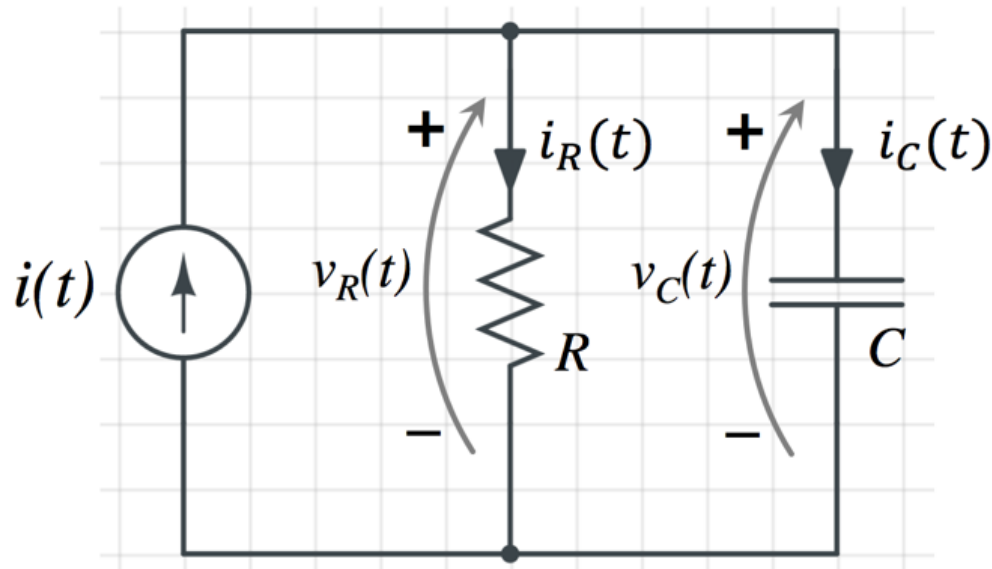 +
i_R(t)
+
i_C(t)
i(t)
v_R(t)
v_C(t)
R
C
−
−